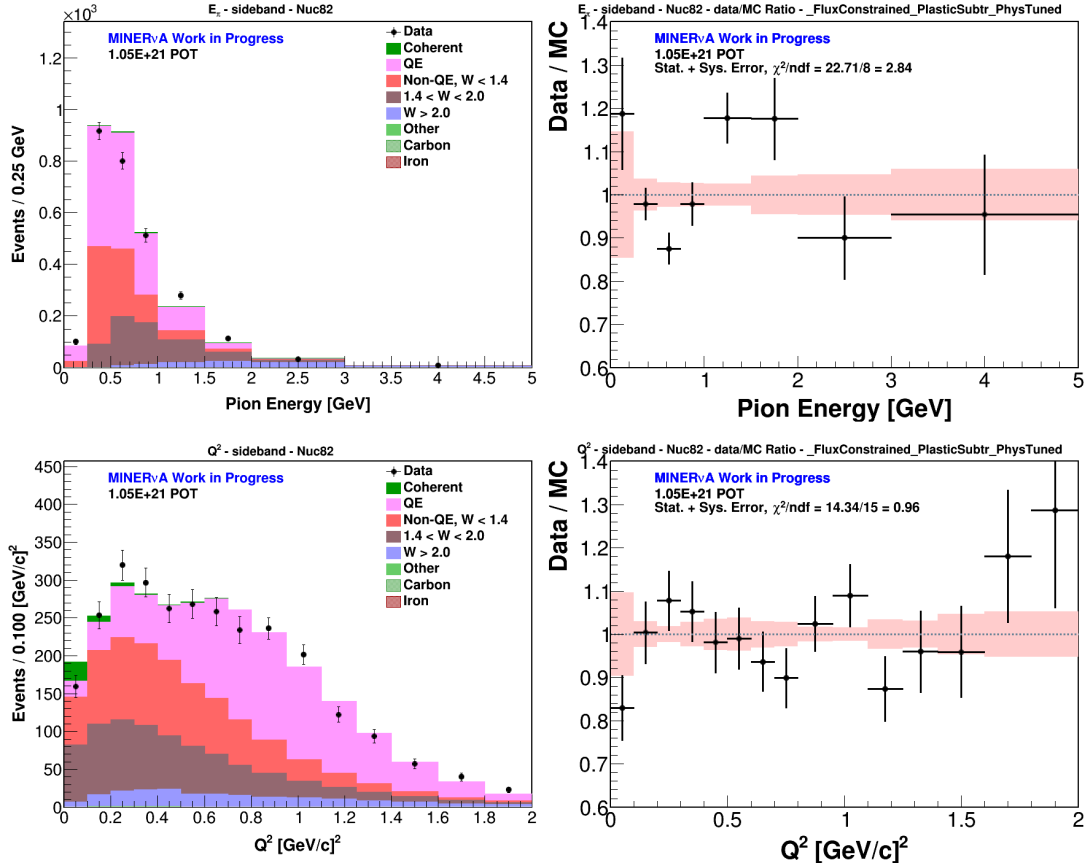 E_π - sideband - Nuc82
×10³
MINERνA Work in Progress
1.05E+21 POT
Data
Coherent
QE
Non-QE, W < 1.4
1.4 < W < 2.0
W > 2.0
Other
Carbon
Iron
Events / 0.25 GeV
1.2
1
0.8
0.6
0.4
0.2
0
0 0.5 1 1.5 2 2.5 3 3.5 4 4.5 5
Pion Energy [GeV]
E_π - sideband - Nuc82 - data/MC Ratio - _FluxConstrained_PlasticSubtr_PhysTuned
MINERνA Work in Progress
1.05E+21 POT
Stat. + Sys. Error, χ²/ndf = 22.71/8 = 2.84
Data / MC
1.4
1.3
1.2
1.1
1
0.9
0.8
0.7
0.6
0 1 2 3 4 5
Pion Energy [GeV]
Q² - sideband - Nuc82
MINERνA Work in Progress
1.05E+21 POT
Data
Coherent
QE
Non-QE, W < 1.4
1.4 < W < 2.0
W > 2.0
Other
Carbon
Iron
Events / 0.100 [GeV/c]²
450
400
350
300
250
200
150
100
50
0
0 0.2 0.4 0.6 0.8 1 1.2 1.4 1.6 1.8 2
Q² [GeV/c]²
Q² - sideband - Nuc82 - data/MC Ratio - _FluxConstrained_PlasticSubtr_PhysTuned
MINERνA Work in Progress
1.05E+21 POT
Stat. + Sys. Error, χ²/ndf = 14.34/15 = 0.96
Data / MC
1.4
1.3
1.2
1.1
1
0.9
0.8
0.7
0.6
0 0.5 1 1.5 2
Q² [GeV/c]²